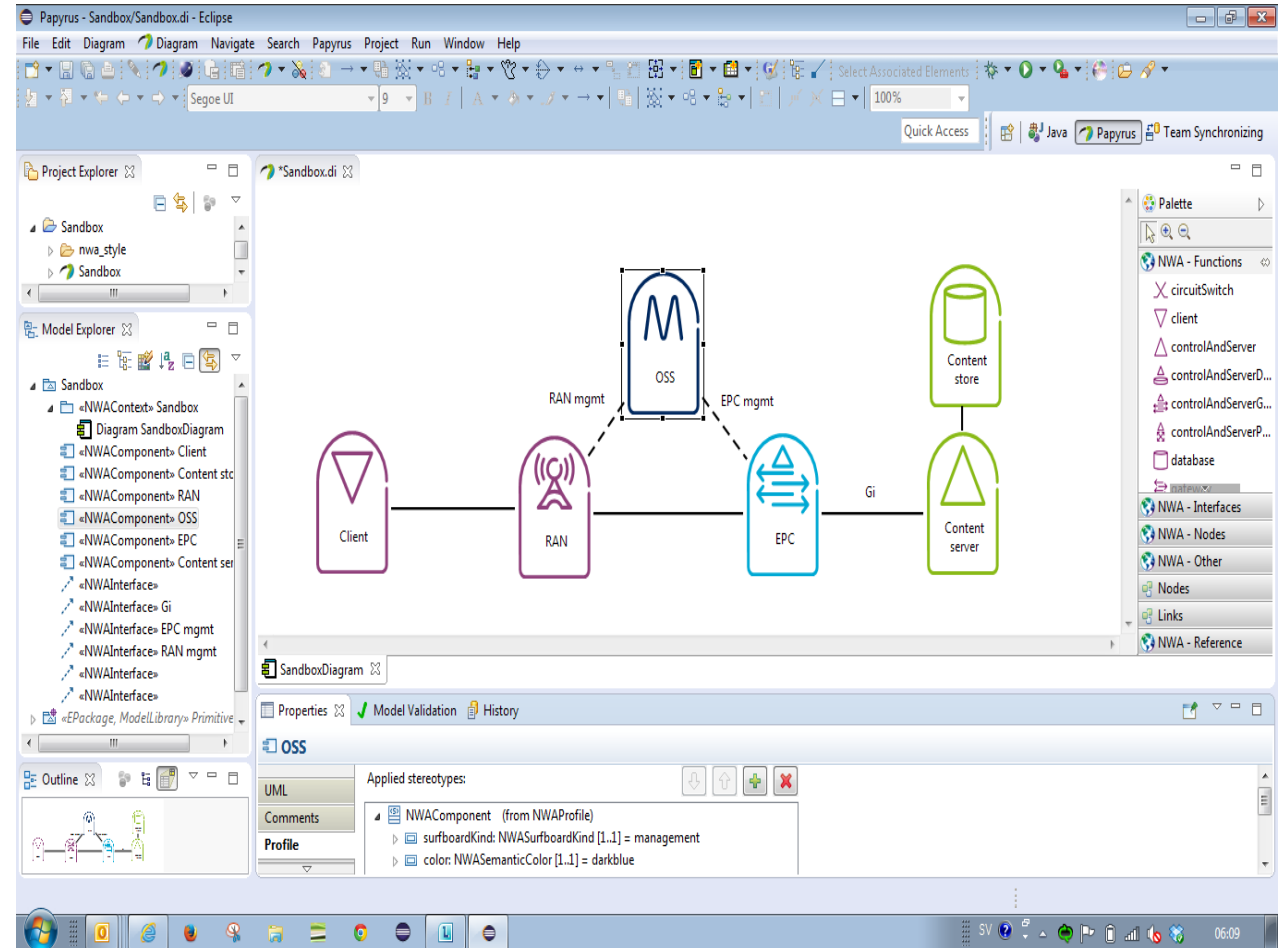 Papyrus - Sandbox/Sandbox.di - Eclipse
File Edit Diagram Diagram Navigate Search Papyrus Project Run Window Help
Select Associated Elements
Segoe UI 9 100%
Quick Access Java Papyrus Team Synchronizing
Project Explorer
Sandbox
nwa_style
Sandbox
Model Explorer
Sandbox
«NWAContext» Sandbox
Diagram SandboxDiagram
«NWAComponent» Client
«NWAComponent» Content stc
«NWAComponent» RAN
«NWAComponent» OSS
«NWAComponent» EPC
«NWAComponent» Content ser
«NWAInterface»
«NWAInterface» Gi
«NWAInterface» EPC mgmt
«NWAInterface» RAN mgmt
«NWAInterface»
«NWAInterface»
«EPackage, ModelLibrary» Primitive
Outline
*Sandbox.di
OSS
Content
store
RAN mgmt
EPC mgmt
Client
RAN
EPC
Gi
Content
server
SandboxDiagram
Palette
NWA - Functions
circuitSwitch
client
controlAndServer
controlAndServerD...
controlAndServerG...
controlAndServerP...
database
gateway
NWA - Interfaces
NWA - Nodes
NWA - Other
Nodes
Links
NWA - Reference
Properties Model Validation History
OSS
UML
Comments
Profile
Applied stereotypes:
NWAComponent (from NWAProfile)
surfboardKind: NWASurfboardKind [1..1] = management
color: NWASemanticColor [1..1] = darkblue
SV 06:09